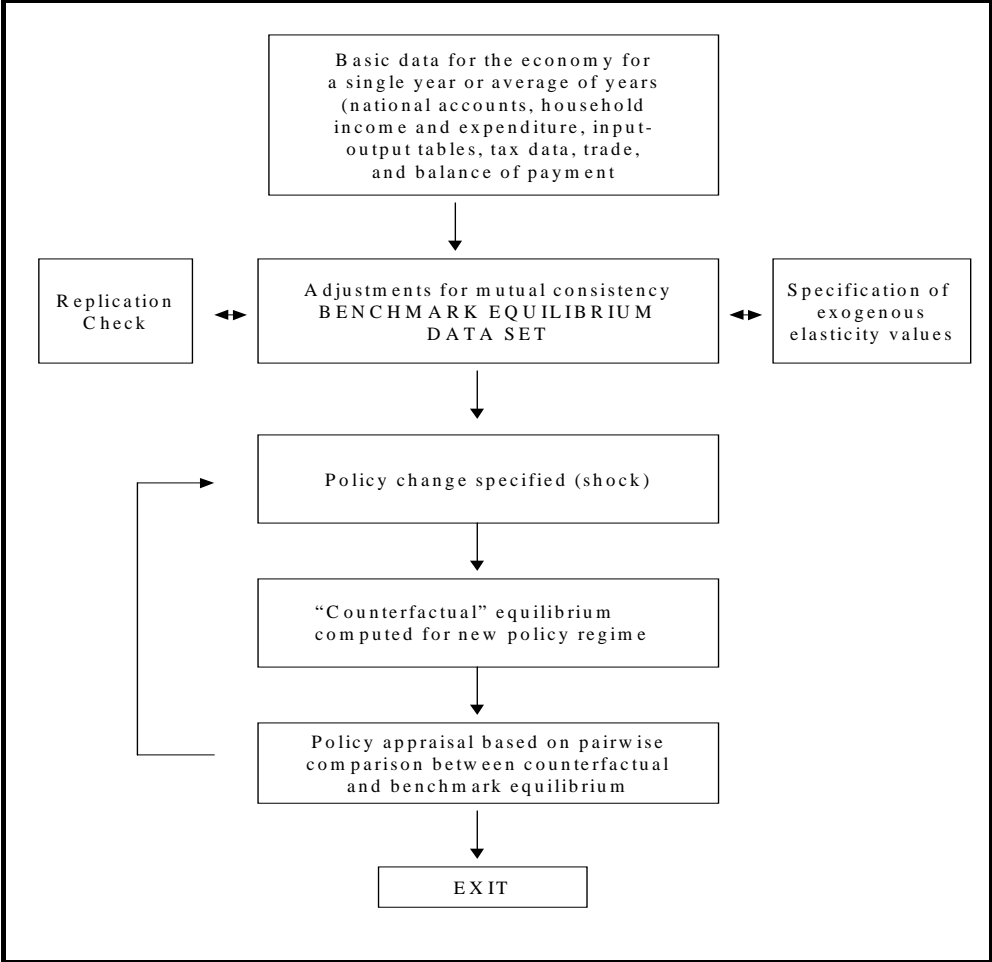 Basic data for the economy for
a single year or average of years
(national accounts, household
income and expenditure, input-
output tables, tax data, trade,
and balance of payment
Replication
Check
Adjustments for mutual consistency
BENCHMARK EQUILIBRIUM
DATA SET
Specification of
exogenous
elasticity values
Policy change specified (shock)
“Counterfactual” equilibrium
computed for new policy regime
Policy appraisal based on pairwise
comparison between counterfactual
and benchmark equilibrium
EXIT